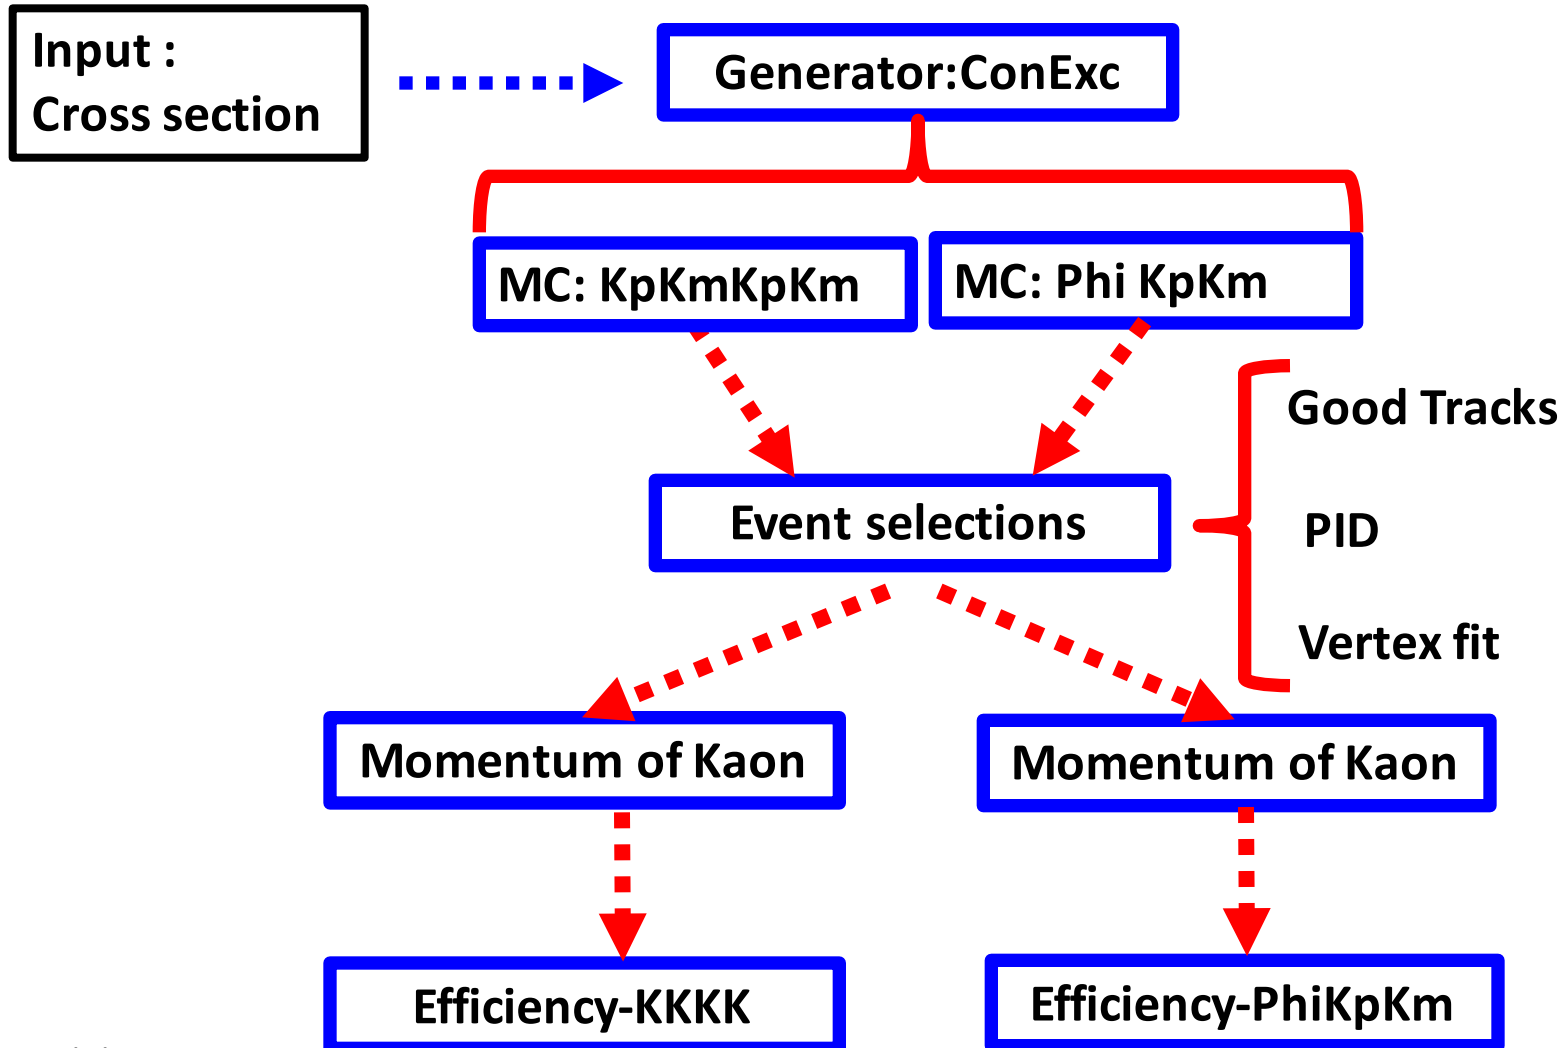 Input :
Cross section
Generator:ConExc
MC: KpKmKpKm
MC: Phi KpKm
Good Tracks
Event selections
PID
Vertex fit
Momentum of Kaon
Momentum of Kaon
Efficiency-KKKK
Efficiency-PhiKpKm